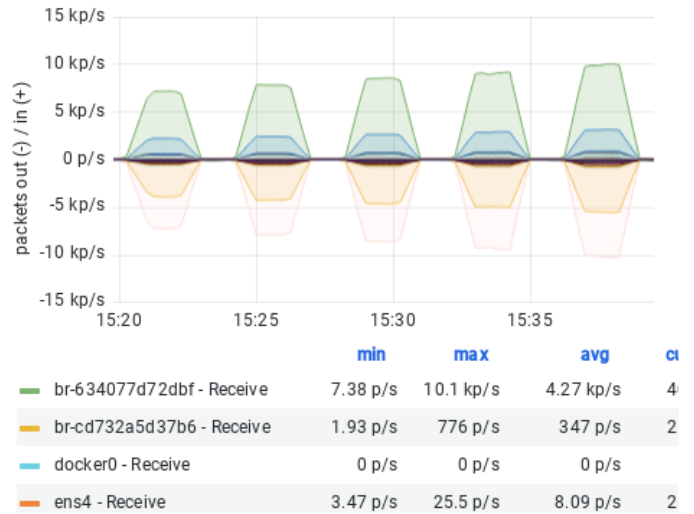 15 kp/s
10 kp/s
5 kp/s
0 p/s
-5 kp/s
-10 kp/s
-15 kp/s
packets out (-) / in (+)
15:20 15:25 15:30 15:35
min max avg
br-634077d72dbf - Receive 7.38 p/s 10.1 kp/s 4.27 kp/s
br-cd732a5d37b6 - Receive 1.93 p/s 776 p/s 347 p/s
docker0 - Receive 0 p/s 0 p/s 0 p/s
ens4 - Receive 3.47 p/s 25.5 p/s 8.09 p/s